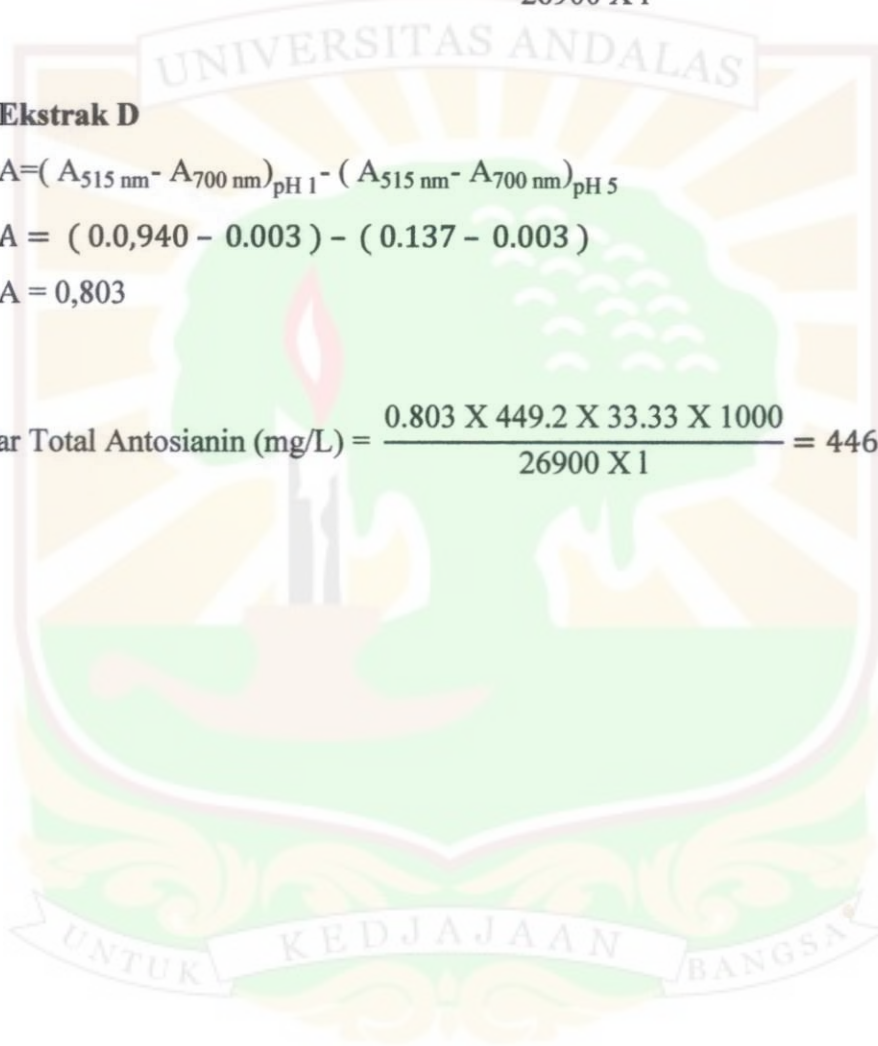 UNIVERSITAS ANDALAS
Ekstrak D
A=( A515 nm- A700 nm)pH 1- ( A515 nm- A700 nm)pH 5
A = ( 0.0,940 – 0.003 ) – ( 0.137 – 0.003 )
A = 0,803
ar Total Antosianin (mg/L) = 0.803 X 449.2 X 33.33 X 1000 / 26900 X 1 = 446
UNTUK KEDJAJAAN BANGSA